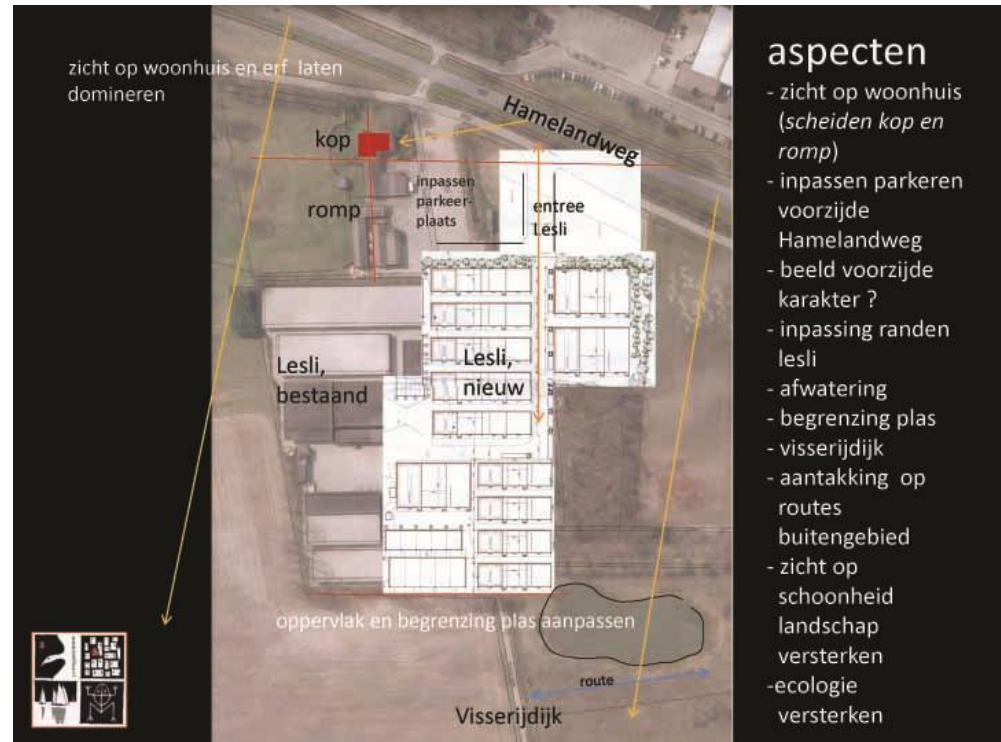 zicht op woonhuis en erf laten
domineren
kop
Hamelandweg
romp
inpassen
parkeer-
plaats
entree
Lesli
Lesli,
bestaand
Lesli,
nieuw
oppervlak en begrenzing plas aanpassen
route
Visserijdijk
aspecten
- zicht op woonhuis
(scheiden kop en
romp)
- inpassen parkeren
voorzijde
Hamelandweg
- beeld voorzijde
karakter ?
- inpassing randen
lesli
- afwatering
- begrenzing plas
- visserijdijk
- aantakking op
routes
buitengebied
- zicht op
schoonheid
landschap
versterken
-ecologie
versterken